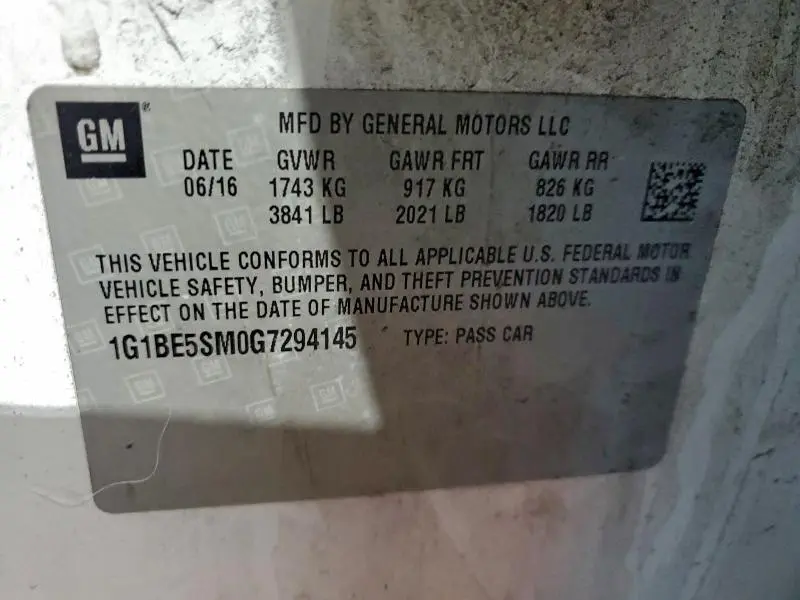 GM ®
MFD BY GENERAL MOTORS LLC
DATE GVWR GAWR FRT GAWR RR
06/16 1743 KG 917 KG 826 KG
3841 LB 2021 LB 1820 LB
THIS VEHICLE CONFORMS TO ALL APPLICABLE U.S. FEDERAL MOTOR
VEHICLE SAFETY, BUMPER, AND THEFT PREVENTION STANDARDS IN
EFFECT ON THE DATE OF MANUFACTURE SHOWN ABOVE.
1G1BE5SM0G7294145 TYPE: PASS CAR